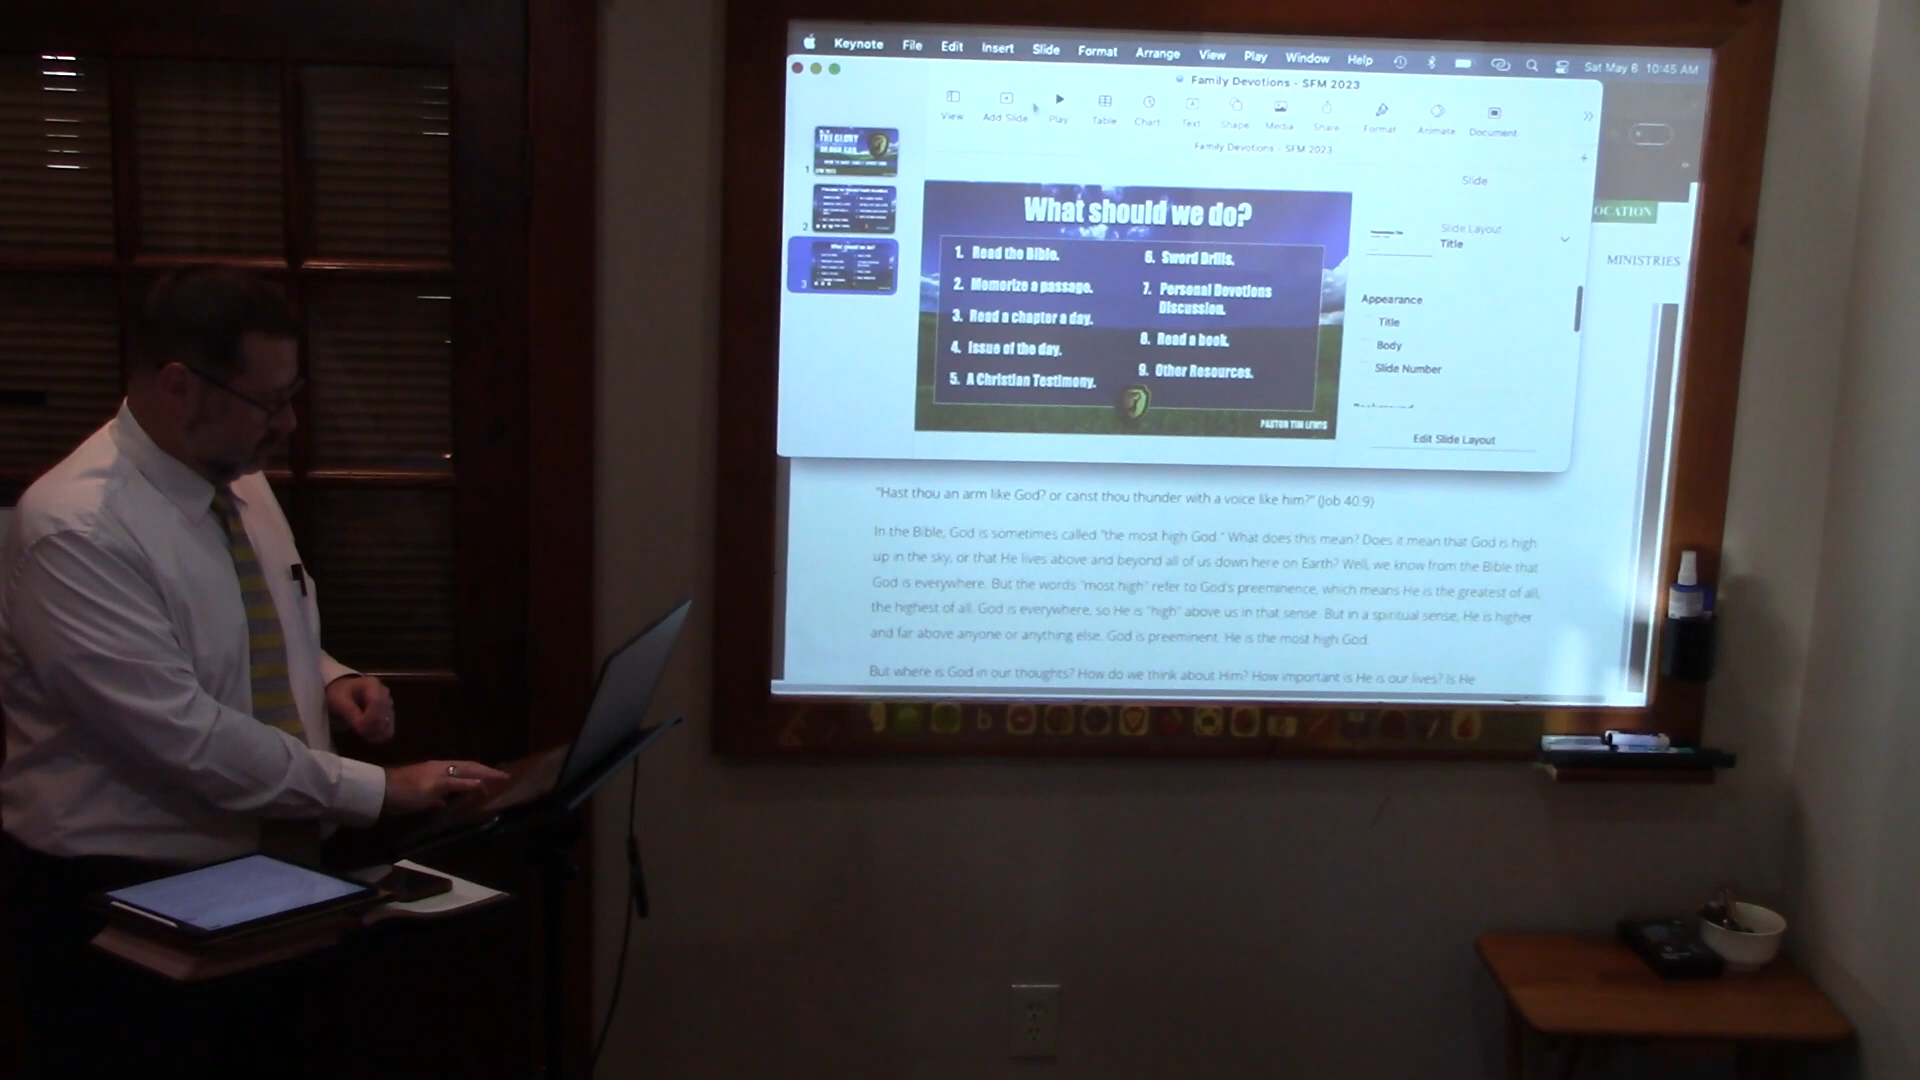 Keynote File Edit Insert Slide Format Arrange View Play Window Help Sat May 6 10:45 AM
Family Devotions - SFM 2023
View Add Slide Play Table Chart Text Shape Media Share Format Animate Document
Family Devotions - SFM 2023
THE GLORY
1
2
3
What should we do?
1. Read the Bible.
2. Memorize a passage.
3. Read a chapter a day.
4. Issue of the day.
5. A Christian Testimony.
6. Sword Drills.
7. Personal Devotions
Discussion.
8. Read a book.
9. Other Resources.
PASTOR TIM LEWIS
Slide
Slide Layout
Title
Appearance
Title
Body
Slide Number
Edit Slide Layout
OCATION
MINISTRIES
"Hast thou an arm like God? or canst thou thunder with a voice like him?" (Job 40:9)
In the Bible, God is sometimes called "the most high God." What does this mean? Does it mean that God is high
up in the sky, or that He lives above and beyond all of us down here on Earth? Well, we know from the Bible that
God is everywhere. But the words "most high" refer to God's preeminence, which means He is the greatest of all,
the highest of all. God is everywhere, so He is "high" above us in that sense. But in a spiritual sense, He is higher
and far above anyone or anything else. God is preeminent. He is the most high God.
But where is God in our thoughts? How do we think about Him? How important is He is our lives? Is He